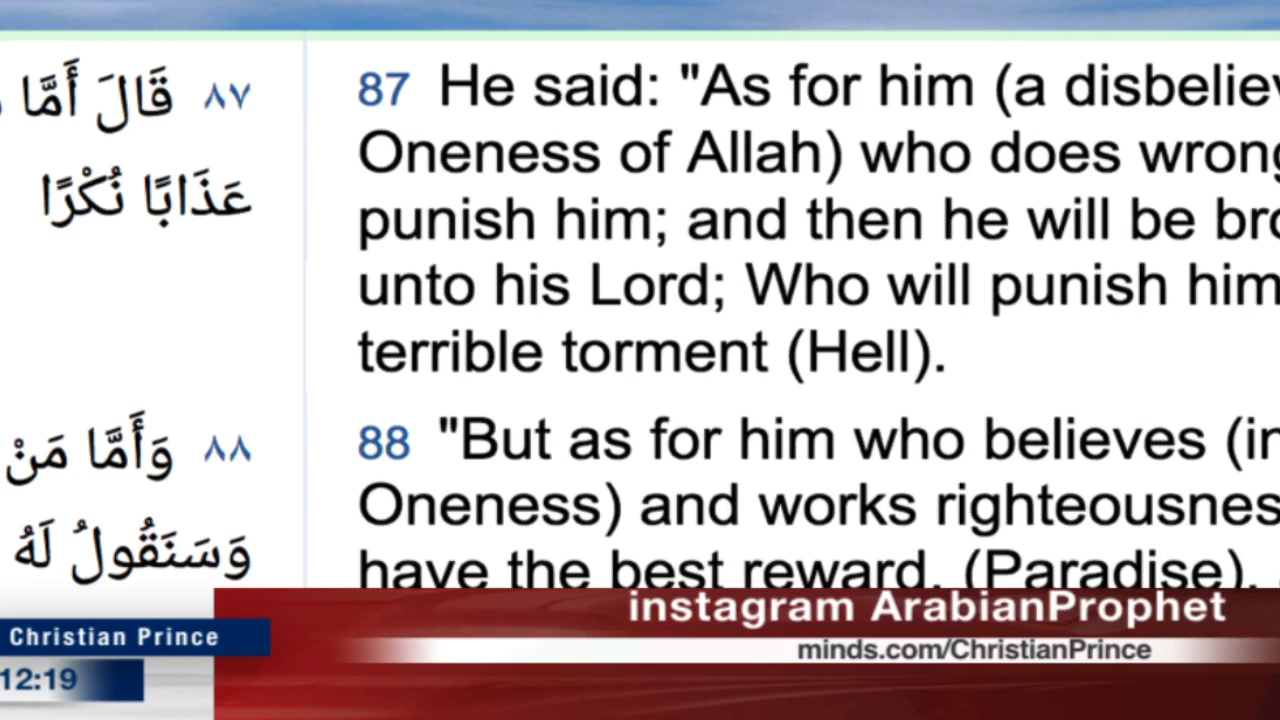 ٨٧ قَالَ أَمَّا
عَذَابًا نُكْرًا
٨٨ وَأَمَّا مَنْ
وَسَنَقُولُ لَهُ
87 He said: "As for him (a disbeliev
Oneness of Allah) who does wrong
punish him; and then he will be bro
unto his Lord; Who will punish him
terrible torment (Hell).
88 "But as for him who believes (in
Oneness) and works righteousnes
have the best reward, (Paradise),
instagram ArabianProphet
minds.com/ChristianPrince
Christian Prince
12:19